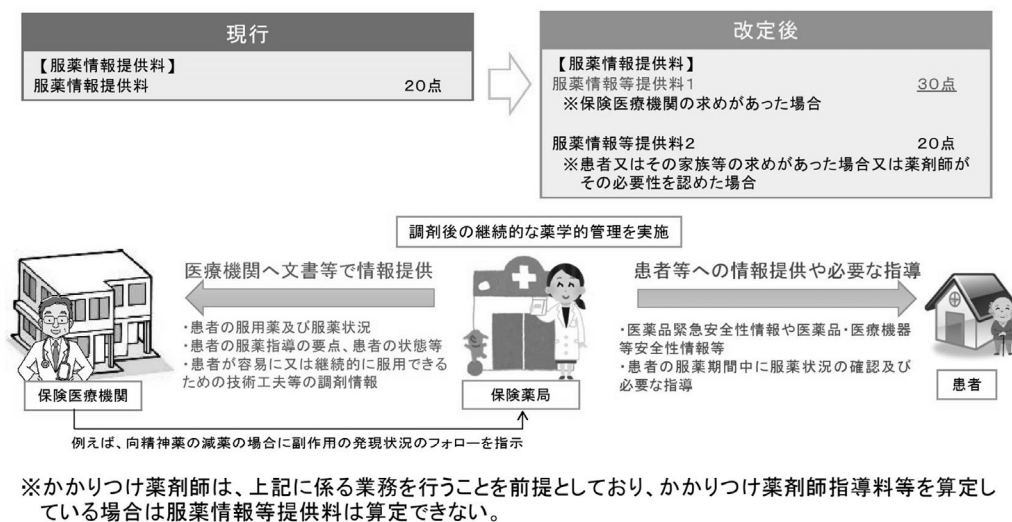 現行
【服薬情報提供料】
服薬情報提供料 20点
改定後
【服薬情報提供料】
服薬情報等提供料1 30点
※保険医療機関の求めがあった場合
服薬情報等提供料2 20点
※患者又はその家族等の求めがあった場合又は薬剤師が
その必要性を認めた場合
調剤後の継続的な薬学的管理を実施
医療機関へ文書等で情報提供
・患者の服用薬及び服薬状況
・患者の服薬指導の要点、患者の状態等
・患者が容易に又は継続的に服用できる
ための技術工夫等の調剤情報
患者等への情報提供や必要な指導
・医薬品緊急安全性情報や医薬品・医療機器
等安全性情報等
・患者の服薬期間中に服薬状況の確認及び
必要な指導
保険医療機関
保険薬局
患者
例えば、向精神薬の減薬の場合に副作用の発現状況のフォローを指示
※かかりつけ薬剤師は、上記に係る業務を行うことを前提としており、かかりつけ薬剤師指導料等を算定し
ている場合は服薬情報等提供料は算定できない。